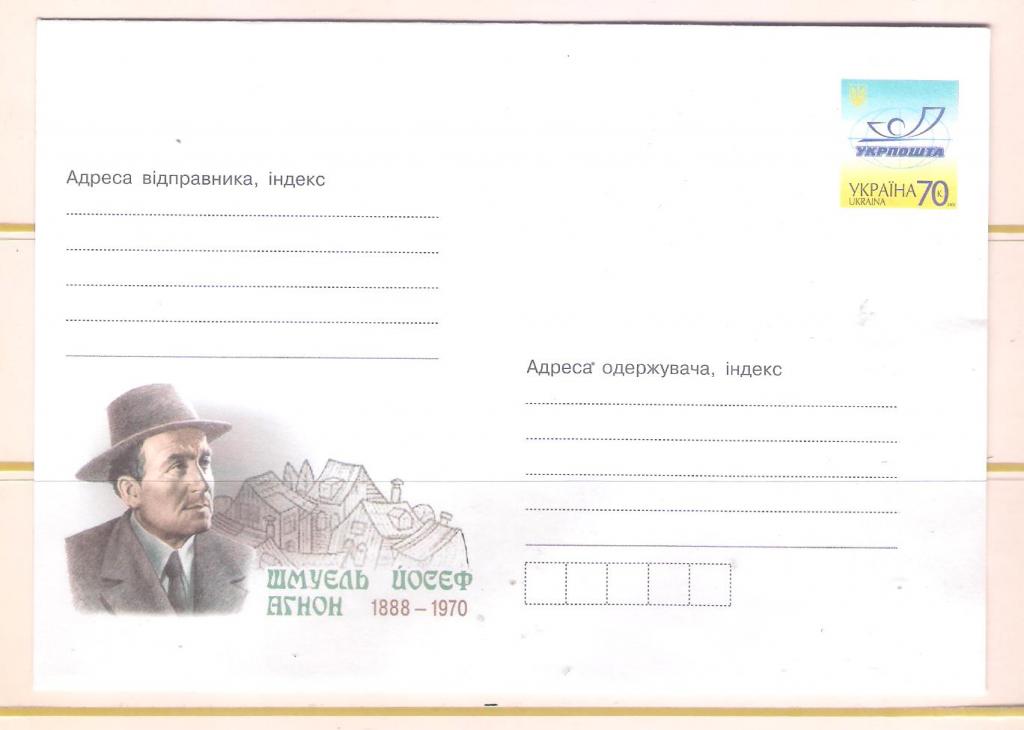 УКРПОШТА
УКРАЇНА 70 к.
UKRAINA
Адреса відправника, індекс
Адреса одержувача, індекс
ШМУЕЛЬ ЙОСЕФ
АГНОН 1888 – 1970